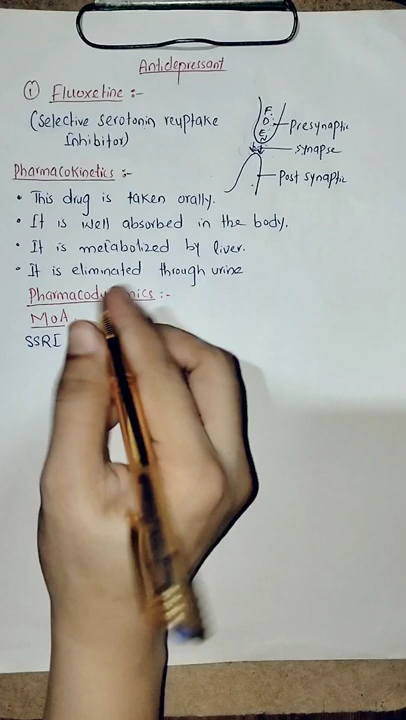 Antidepressant
① Fluoxetine :-
(Selective serotonin reuptake
Inhibitor)
Presynaptic
synapse
Post synaptic
Pharmacokinetics :-
• This drug is taken orally.
• It is well absorbed in the body.
• It is metabolized by liver.
• It is eliminated through urine
:-
MOA
SSRI